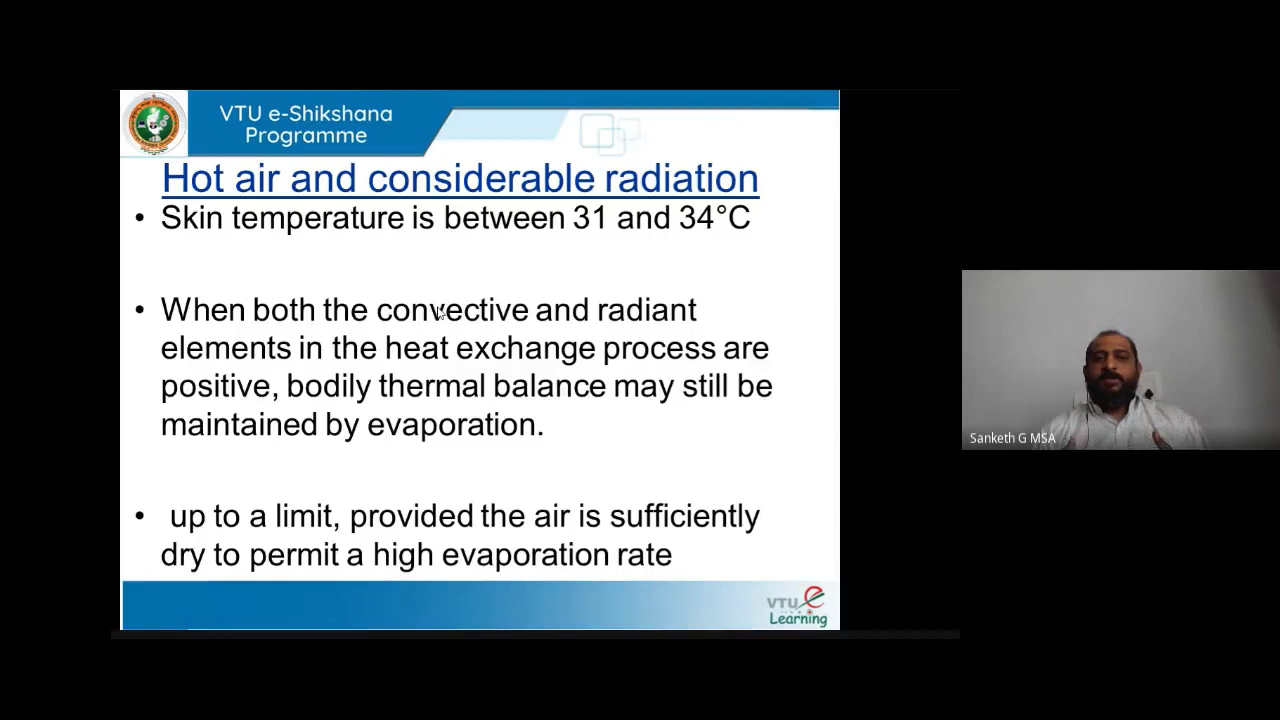 VTU e-Shikshana
Programme
Hot air and considerable radiation
• Skin temperature is between 31 and 34°C
• When both the convective and radiant
elements in the heat exchange process are
positive, bodily thermal balance may still be
maintained by evaporation.
• up to a limit, provided the air is sufficiently
dry to permit a high evaporation rate
VTU e
Learning
Sanketh G MSA